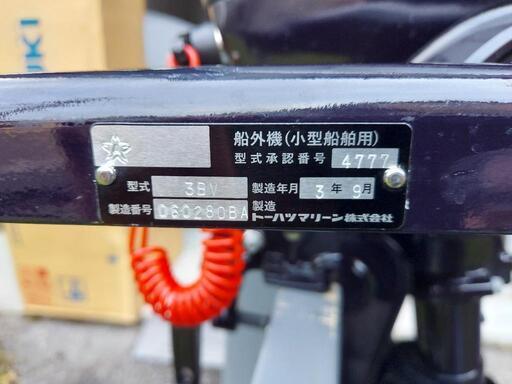 船外機(小型船舶用)
型式承認番号 4777
型式 3BV 製造年月 3年9月
製造番号 060280BA 製造
トーハツマリーン株式会社
UKI